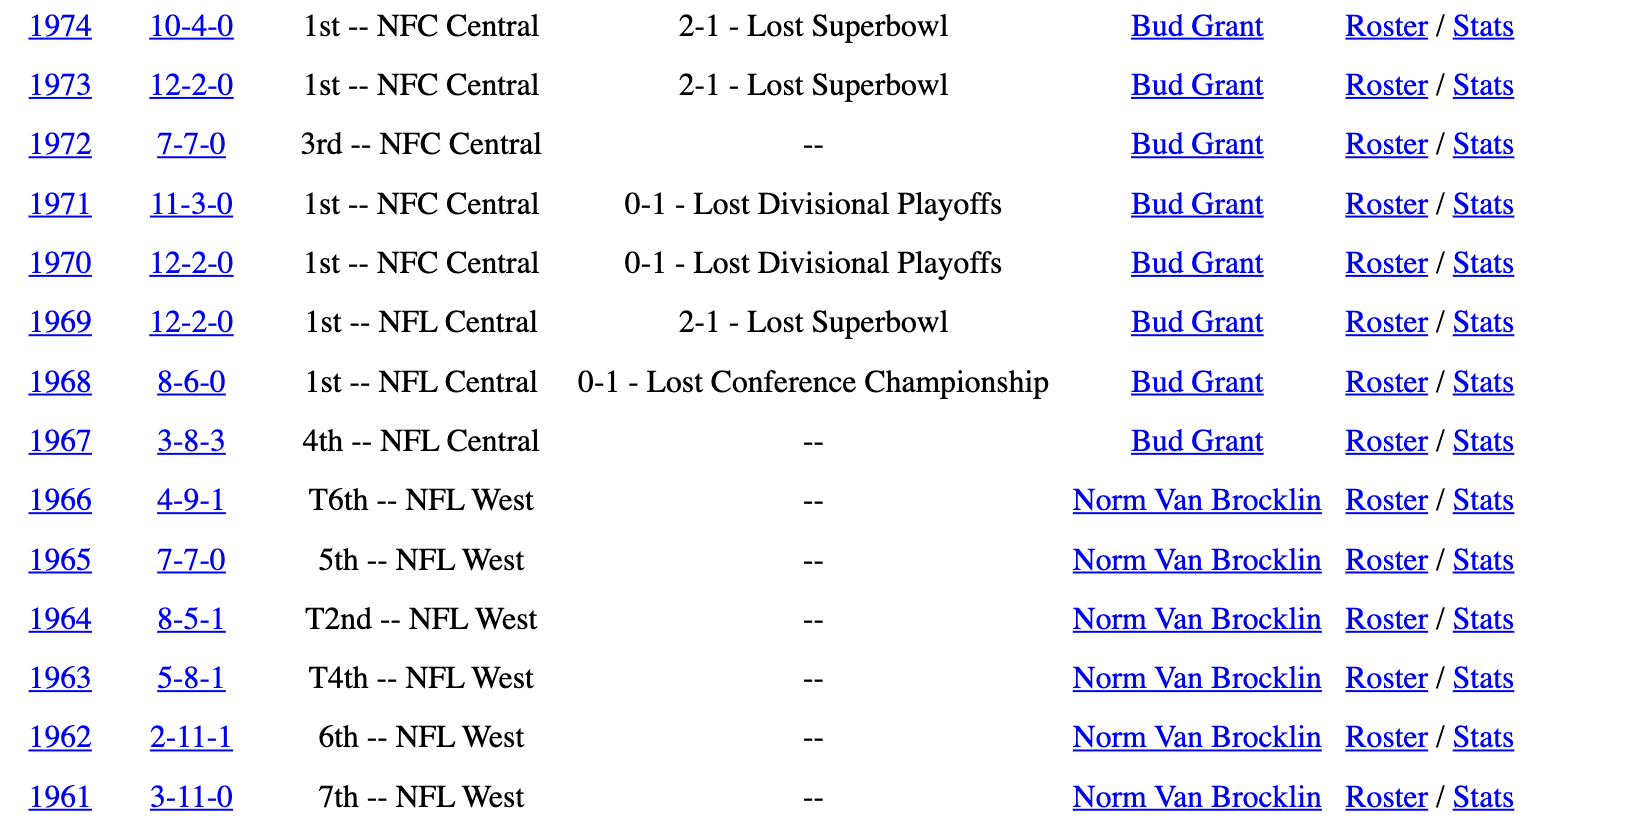 1974 10-4-0 1st -- NFC Central 2-1 - Lost Superbowl Bud Grant Roster / Stats
1973 12-2-0 1st -- NFC Central 2-1 - Lost Superbowl Bud Grant Roster / Stats
1972 7-7-0 3rd -- NFC Central -- Bud Grant Roster / Stats
1971 11-3-0 1st -- NFC Central 0-1 - Lost Divisional Playoffs Bud Grant Roster / Stats
1970 12-2-0 1st -- NFC Central 0-1 - Lost Divisional Playoffs Bud Grant Roster / Stats
1969 12-2-0 1st -- NFL Central 2-1 - Lost Superbowl Bud Grant Roster / Stats
1968 8-6-0 1st -- NFL Central 0-1 - Lost Conference Championship Bud Grant Roster / Stats
1967 3-8-3 4th -- NFL Central -- Bud Grant Roster / Stats
1966 4-9-1 T6th -- NFL West -- Norm Van Brocklin Roster / Stats
1965 7-7-0 5th -- NFL West -- Norm Van Brocklin Roster / Stats
1964 8-5-1 T2nd -- NFL West -- Norm Van Brocklin Roster / Stats
1963 5-8-1 T4th -- NFL West -- Norm Van Brocklin Roster / Stats
1962 2-11-1 6th -- NFL West -- Norm Van Brocklin Roster / Stats
1961 3-11-0 7th -- NFL West -- Norm Van Brocklin Roster / Stats